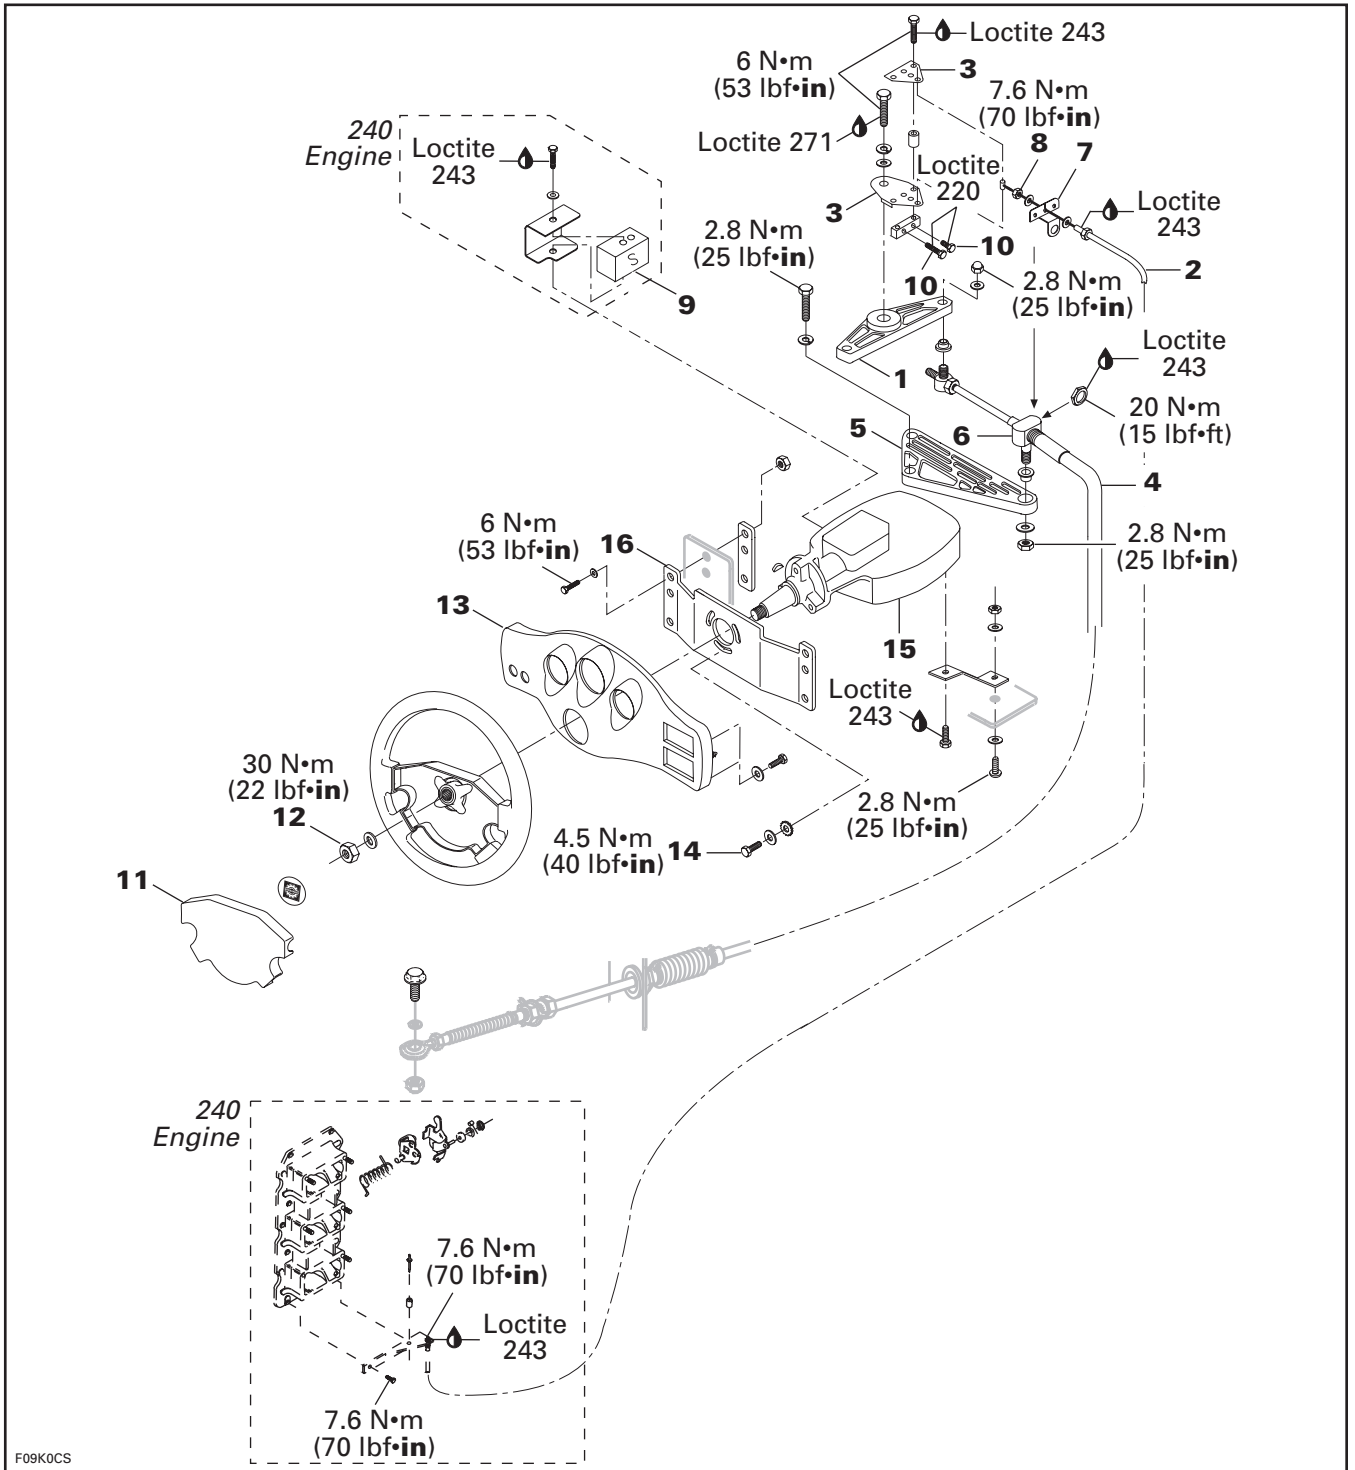 Loctite 243
6 N•m
(53 lbf•in)
3
7.6 N•m
(70 lbf•in)
8
7
240
Engine
Loctite
243
Loctite 271
Loctite
220
3
Loctite
243
2
2.8 N•m
(25 lbf•in)
10
10
9
S
2.8 N•m
(25 lbf•in)
1
Loctite
243
20 N•m
(15 lbf•ft)
5
6
4
6 N•m
(53 lbf•in)
16
2.8 N•m
(25 lbf•in)
13
15
Loctite
243
30 N•m
(22 lbf•in)
12
2.8 N•m
(25 lbf•in)
4.5 N•m
(40 lbf•in)
14
11
240
Engine
7.6 N•m
(70 lbf•in)
Loctite
243
7.6 N•m
(70 lbf•in)
F09K0CS